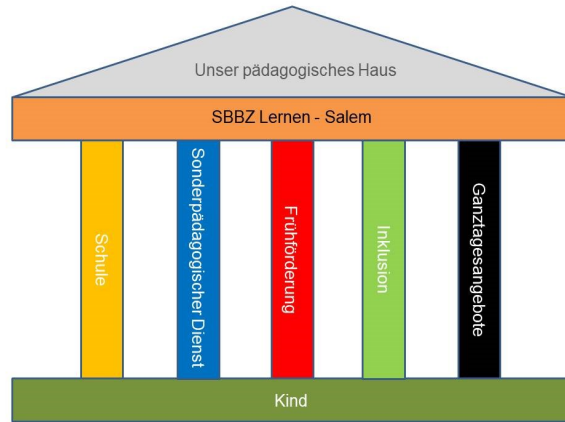 Unser pädagogisches Haus
SBBZ Lernen - Salem
Schule
Sonderpädagogischer Dienst
Frühförderung
Inklusion
Ganztagesangebote
Kind